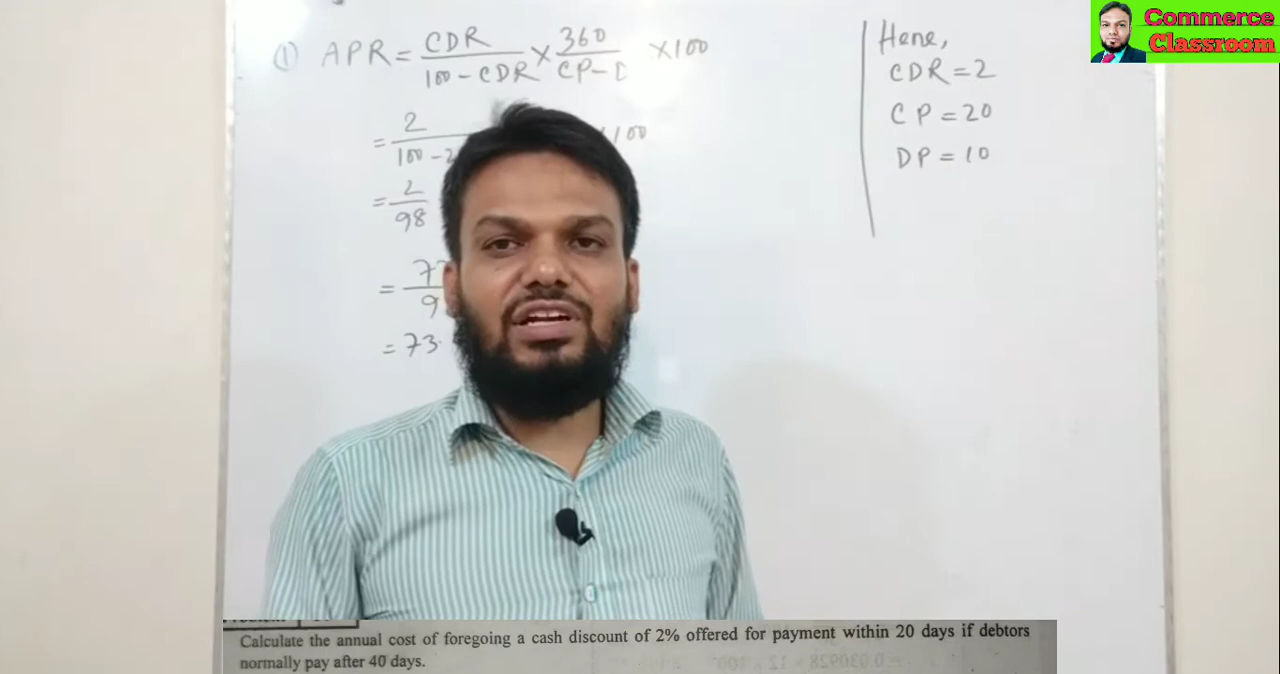 ① APR = CDR / 100 - CDR × 360 / CP - D × 100
= 2 / 100 - 2 100
= 2 / 98
=
= 73.
Here,
CDR = 2
CP = 20
DP = 10
Commerce
Classroom
Calculate the annual cost of foregoing a cash discount of 2% offered for payment within 20 days if debtors
normally pay after 40 days.